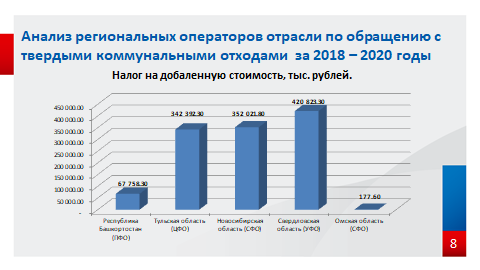 Анализ региональных операторов отрасли по обращению с
твердыми коммунальными отходами за 2018 – 2020 годы
Налог на добаленную стоимость, тыс. рублей.
450 000.00
400 000.00
350 000.00
300 000.00
250 000.00
200 000.00
150 000.00
100 000.00
50 000.00
-
67 758.30
342 392.30
352 021.80
420 823.30
177.60
Республика
Башкортостан
(ПФО)
Тульская область
(ЦФО)
Новосибирская
область (СФО)
Свердловская
область (УФО)
Омская область
(СФО)
8